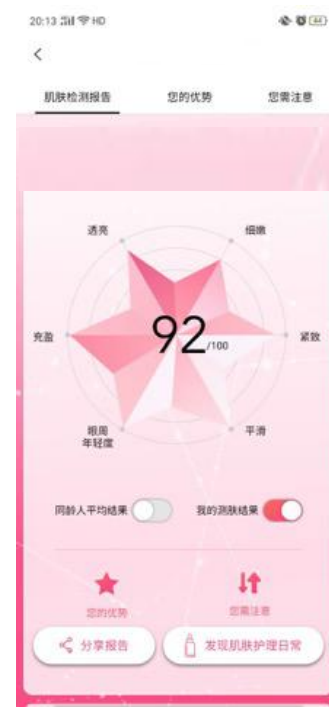 20:13 HD
44
肌肤检测报告 您的优势 您需注意
透亮 细嫩
充盈 92/100 紧致
眼周
年轻度
平滑
同龄人平均结果 我的测肤结果
您的优势 您需注意
分享报告 发现肌肤护理日常